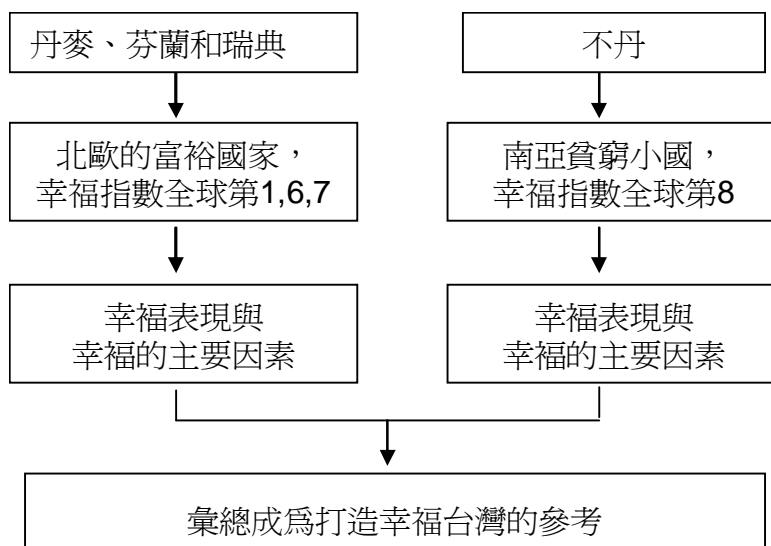 丹麥、芬蘭和瑞典
不丹
北歐的富裕國家，
幸福指數全球第1,6,7
南亞貧窮小國，
幸福指數全球第8
幸福表現與
幸福的主要因素
幸福表現與
幸福的主要因素
彙總成為打造幸福台灣的參考